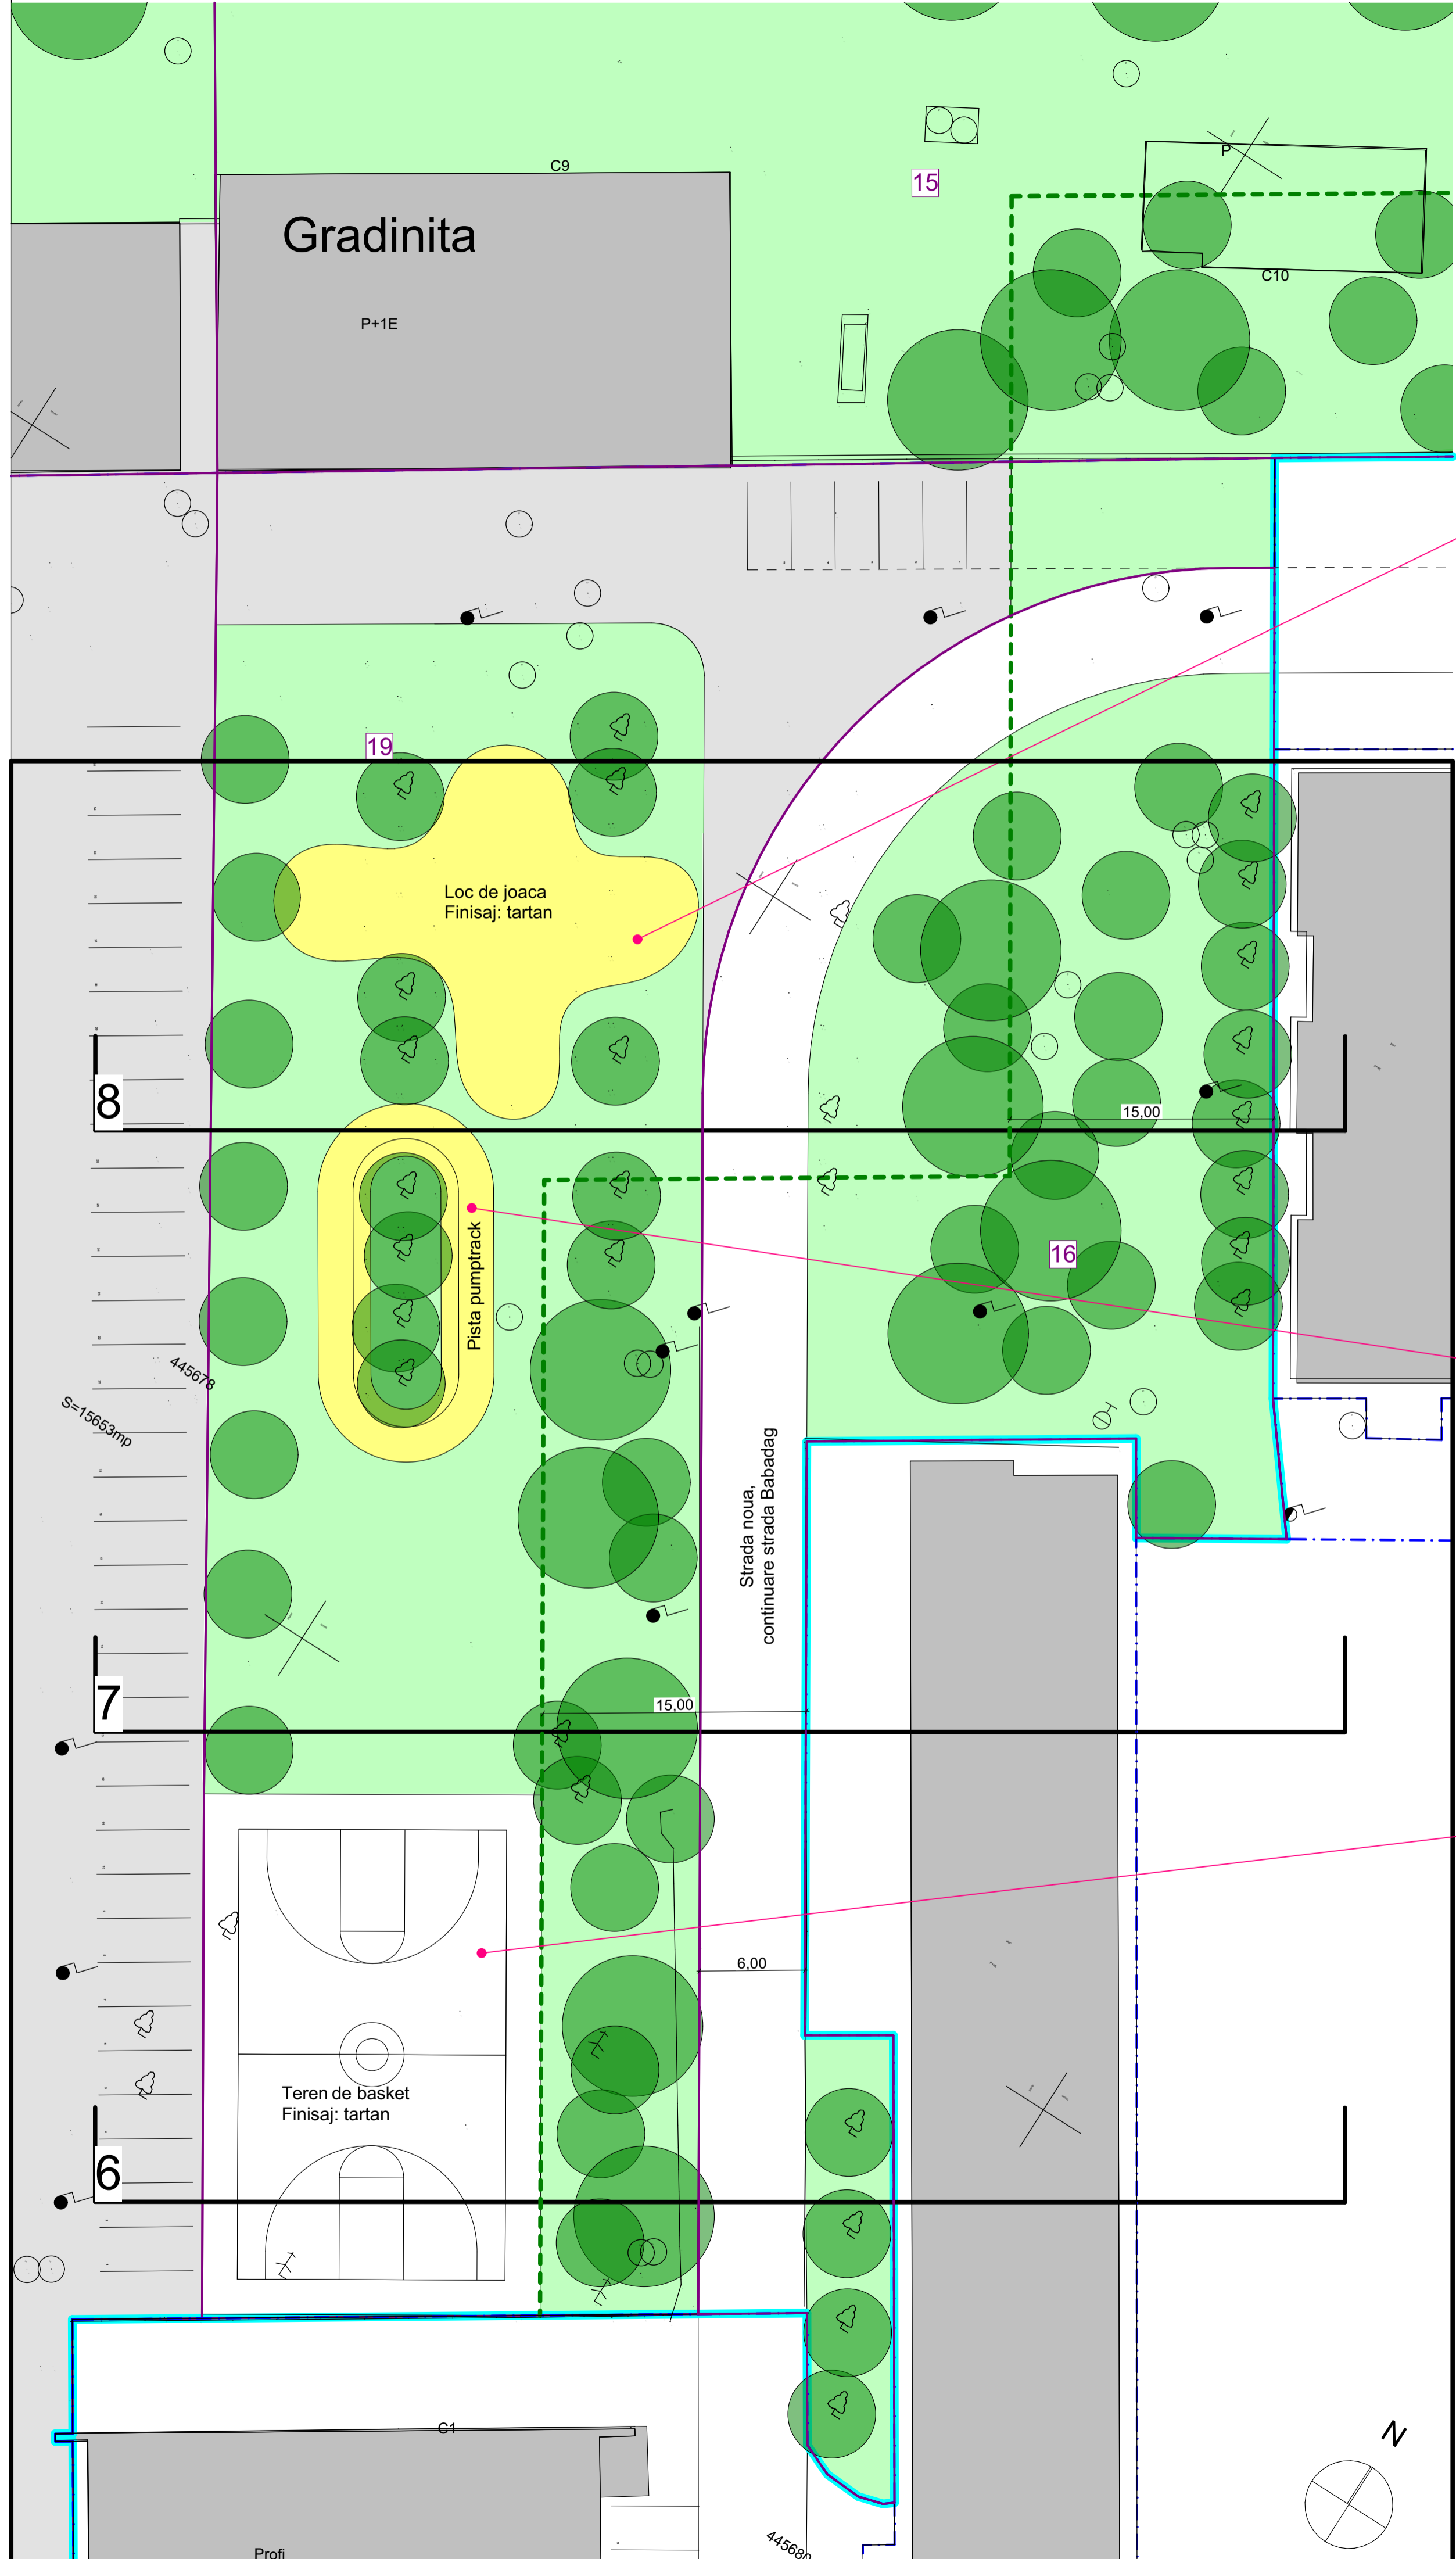 C9
15
P
Gradinita
C10
P+1E
19
Loc de joaca
Finisaj: tartan
8
15,00
Pista pumptrack
16
445678
S=15653mp
Strada noua,
continuare strada Babadag
7
15,00
6,00
Teren de basket
Finisaj: tartan
6
C1
N
445680
Profi